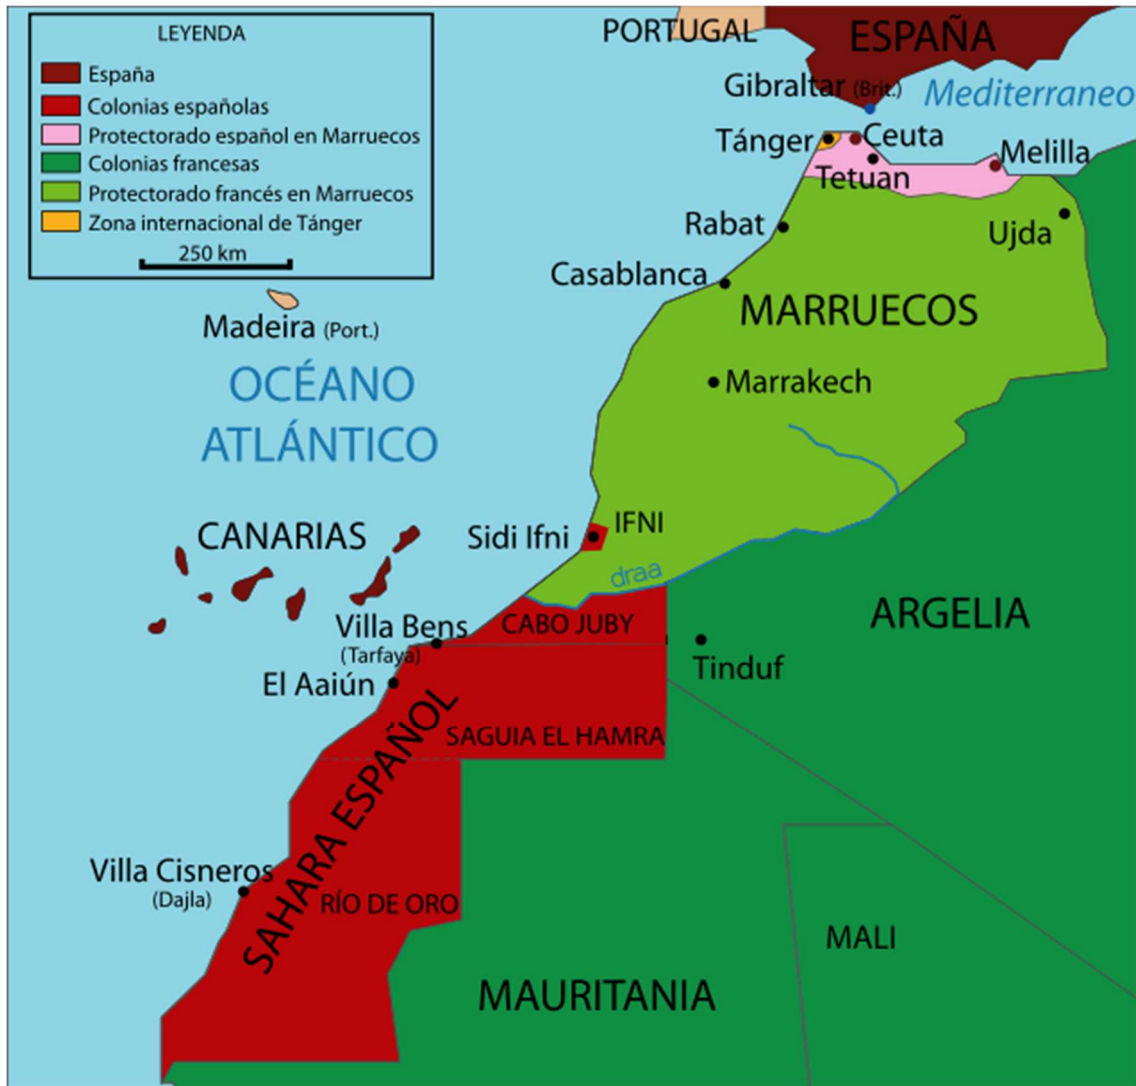 LEYENDA
España
Colonias españolas
Protectorado español en Marruecos
Colonias francesas
Protectorado francés en Marruecos
Zona internacional de Tánger
250 km
PORTUGAL
ESPAÑA
Gibraltar (Brit.)
Mediterraneo
Tánger
Ceuta
Melilla
Tetuan
Rabat
Ujda
Casablanca
MARRUECOS
Madeira (Port.)
OCÉANO
ATLÁNTICO
Marrakech
CANARIAS
Sidi Ifni
IFNI
draa
ARGELIA
Villa Bens
(Tarfaya)
CABO JUBY
Tinduf
El Aaiún
SAGUIA EL HAMRA
SAHARA ESPAÑOL
Villa Cisneros
(Dajla)
RÍO DE ORO
MALI
MAURITANIA